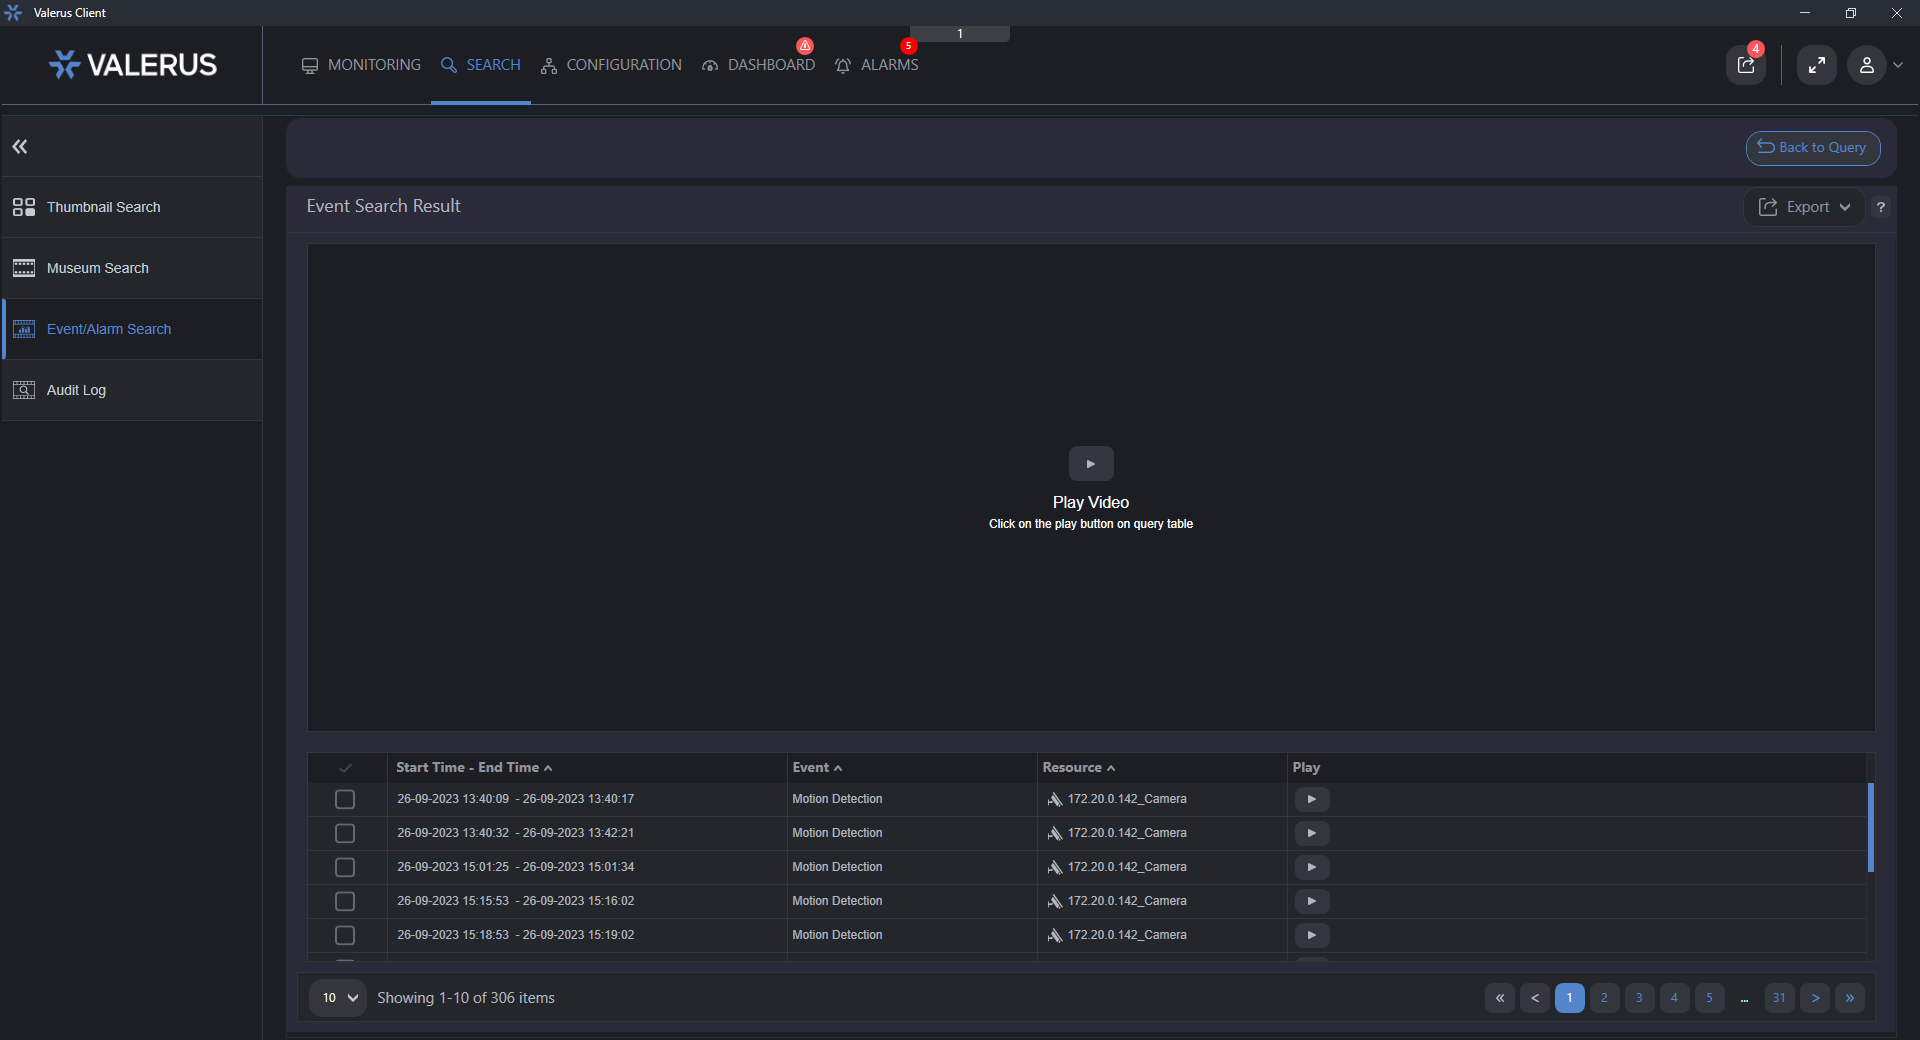 Valerus Client
VALERUS
MONITORING
SEARCH
CONFIGURATION
DASHBOARD
5
ALARMS
1
4
Back to Query
Thumbnail Search
Museum Search
Event/Alarm Search
Audit Log
Event Search Result
Export
?
Play Video
Click on the play button on query table
Start Time - End Time Event Resource Play
26-09-2023 13:40:09 - 26-09-2023 13:40:17 Motion Detection 172.20.0.142_Camera
26-09-2023 13:40:32 - 26-09-2023 13:42:21 Motion Detection 172.20.0.142_Camera
26-09-2023 15:01:25 - 26-09-2023 15:01:34 Motion Detection 172.20.0.142_Camera
26-09-2023 15:15:53 - 26-09-2023 15:16:02 Motion Detection 172.20.0.142_Camera
26-09-2023 15:18:53 - 26-09-2023 15:19:02 Motion Detection 172.20.0.142_Camera
10 Showing 1-10 of 306 items « < 1 2 3 4 5 ... 31 > »